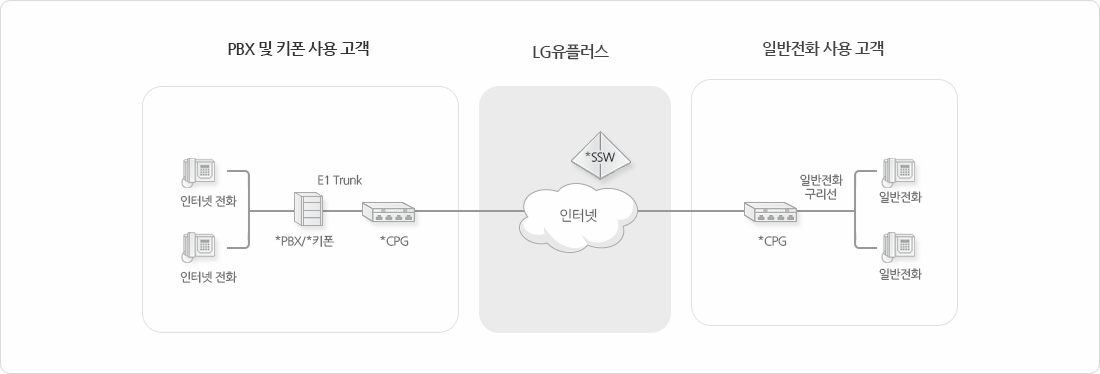 PBX 및 키폰 사용 고객
LG유플러스
일반전화 사용 고객
*SSW
인터넷 전화
E1 Trunk
*PBX/*키폰
*CPG
인터넷 전화
인터넷
*CPG
일반전화
구리선
일반전화
일반전화